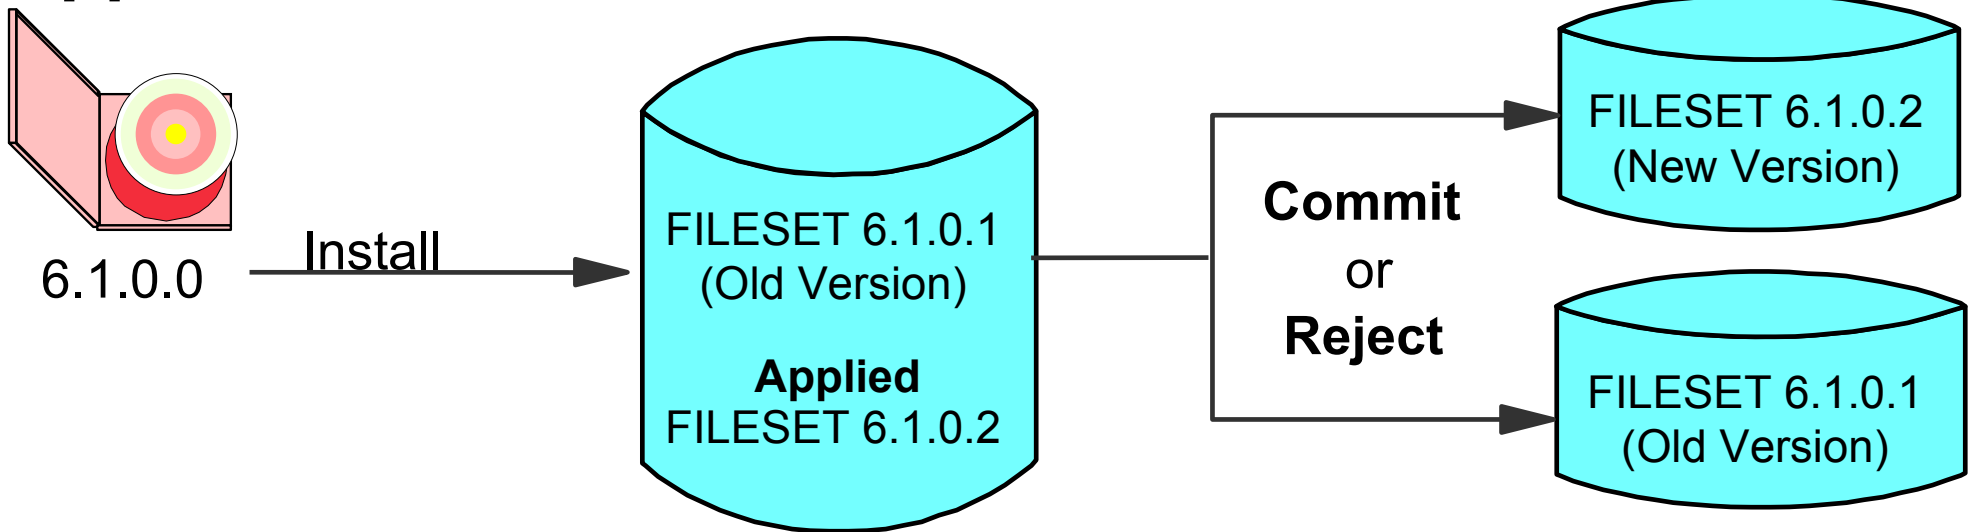 6.1.0.0
Install
FILESET 6.1.0.1
(Old Version)
Applied
FILESET 6.1.0.2
Commit
or
Reject
FILESET 6.1.0.2
(New Version)
FILESET 6.1.0.1
(Old Version)